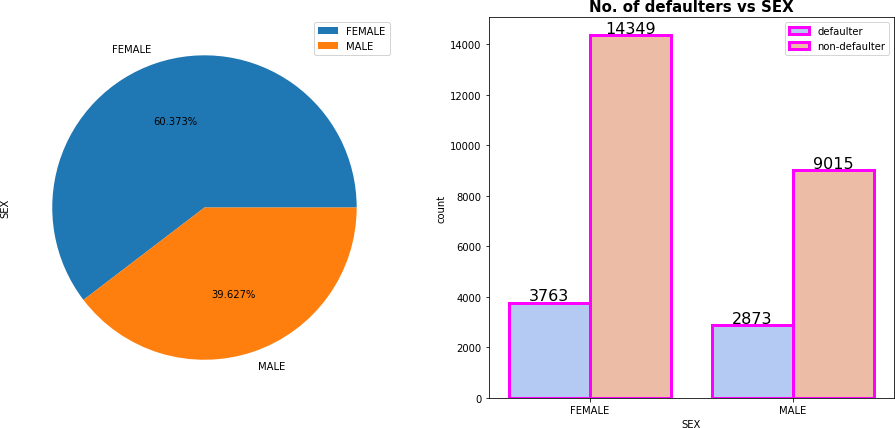 FEMALE
MALE
FEMALE
60.373%
SEX
39.627%
MALE
No. of defaulters vs SEX
defaulter
non-defaulter
14349
9015
3763
2873
14000
12000
10000
8000
6000
4000
2000
0
count
FEMALE
MALE
SEX